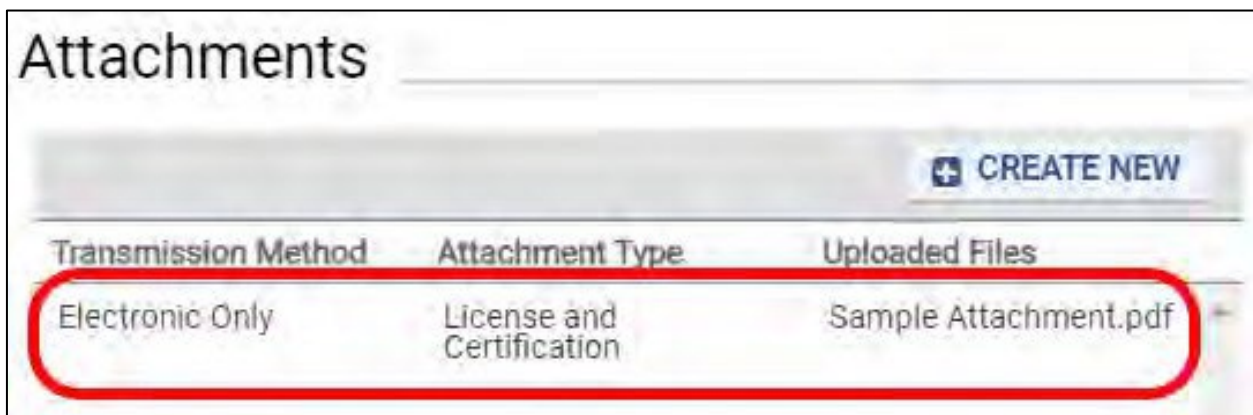 Attachments
CREATE NEW
Transmission Method Attachment Type Uploaded Files
Electronic Only License and Sample Attachment.pdf
Certification